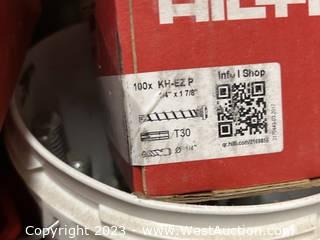 HILTI
100x KH-EZ P
1/4" x 1 7/8"
Info | Shop
T30
Ø 1/4"
qr.hilti.com/2169856
Copyright 2023 - www.WestAuction.com